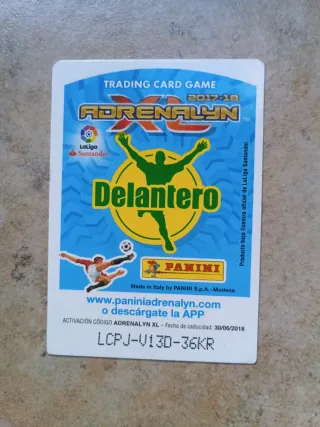 TRADING CARD GAME
2017-18
ADRENALYN
XL
TM
LaLiga
Santander
Delantero
Producto bajo licencia oficial de LaLiga Santander.
PANINI
Made in Italy by PANINI S.p.A. - Modena
www.paniniadrenalyn.com
o descárgate la APP
ACTIVACIÓN CÓDIGO ADRENALYN XL - Fecha de caducidad: 30/06/2018
LCPJ-V13D-36KR